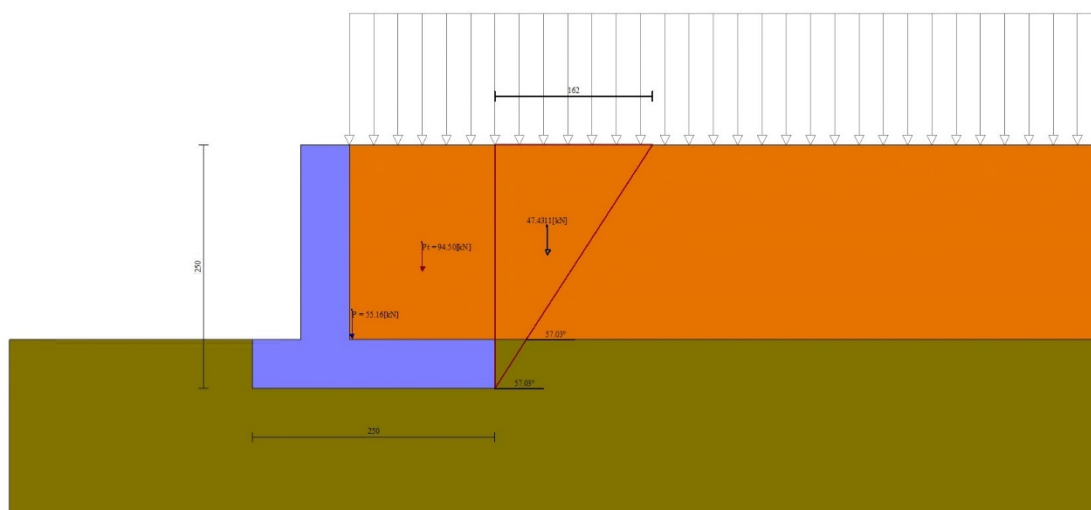 162
47.4311[kN]
Pt = 94.50[kN]
250
P = 55.16[kN]
57.03°
57.03°
250